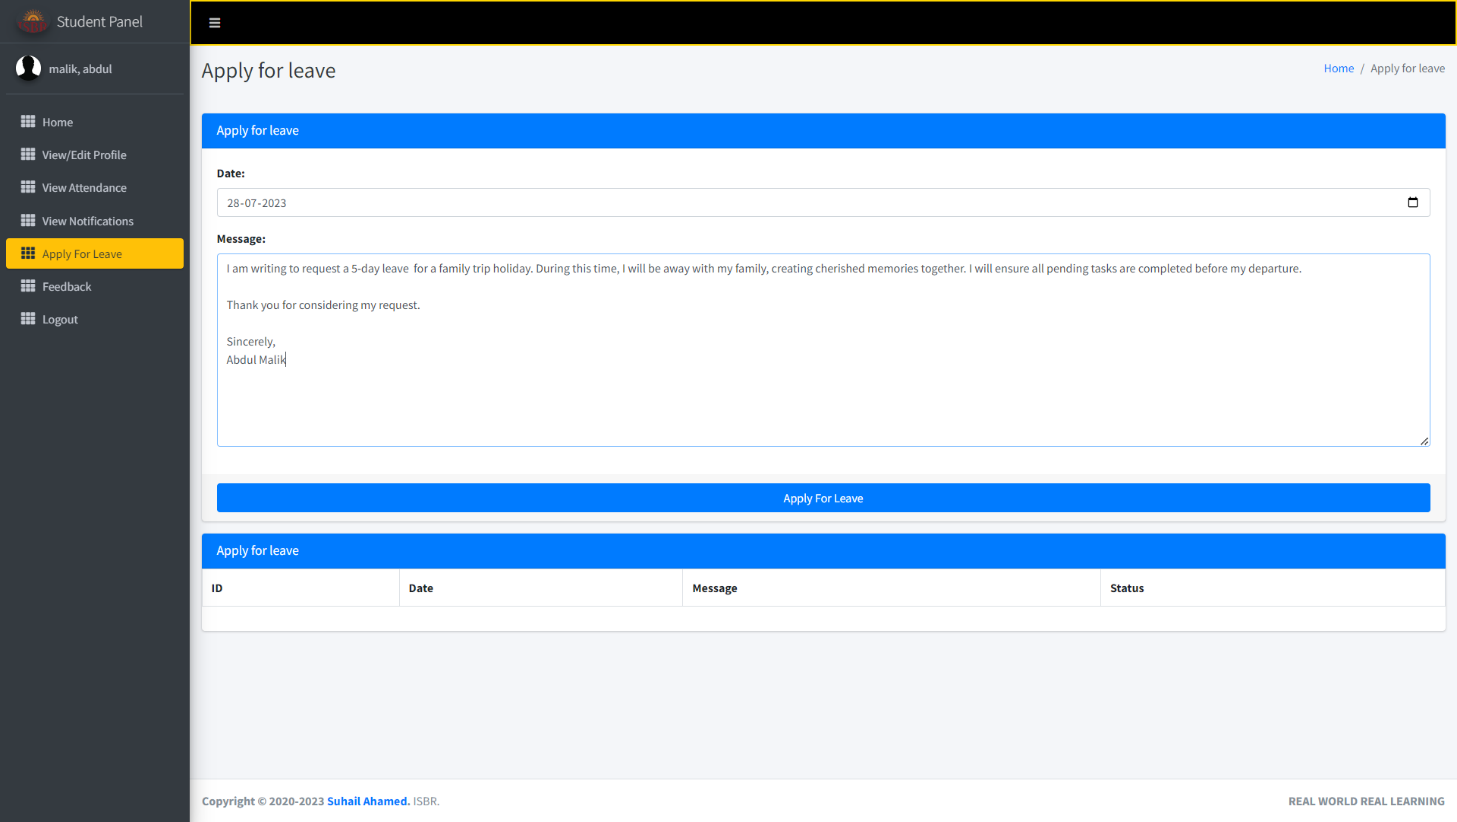 Student Panel
malik, abdul
Home
View/Edit Profile
View Attendance
View Notifications
Apply For Leave
Feedback
Logout
Apply for leave
Home / Apply for leave
Apply for leave
Date:
28-07-2023
Message:
I am writing to request a 5-day leave  for a family trip holiday. During this time, I will be away with my family, creating cherished memories together. I will ensure all pending tasks are completed before my departure.
Thank you for considering my request.
Sincerely,
Abdul Malik
Apply For Leave
Apply for leave
ID Date Message Status
Copyright © 2020-2023 Suhail Ahamed. ISBR.
REAL WORLD REAL LEARNING